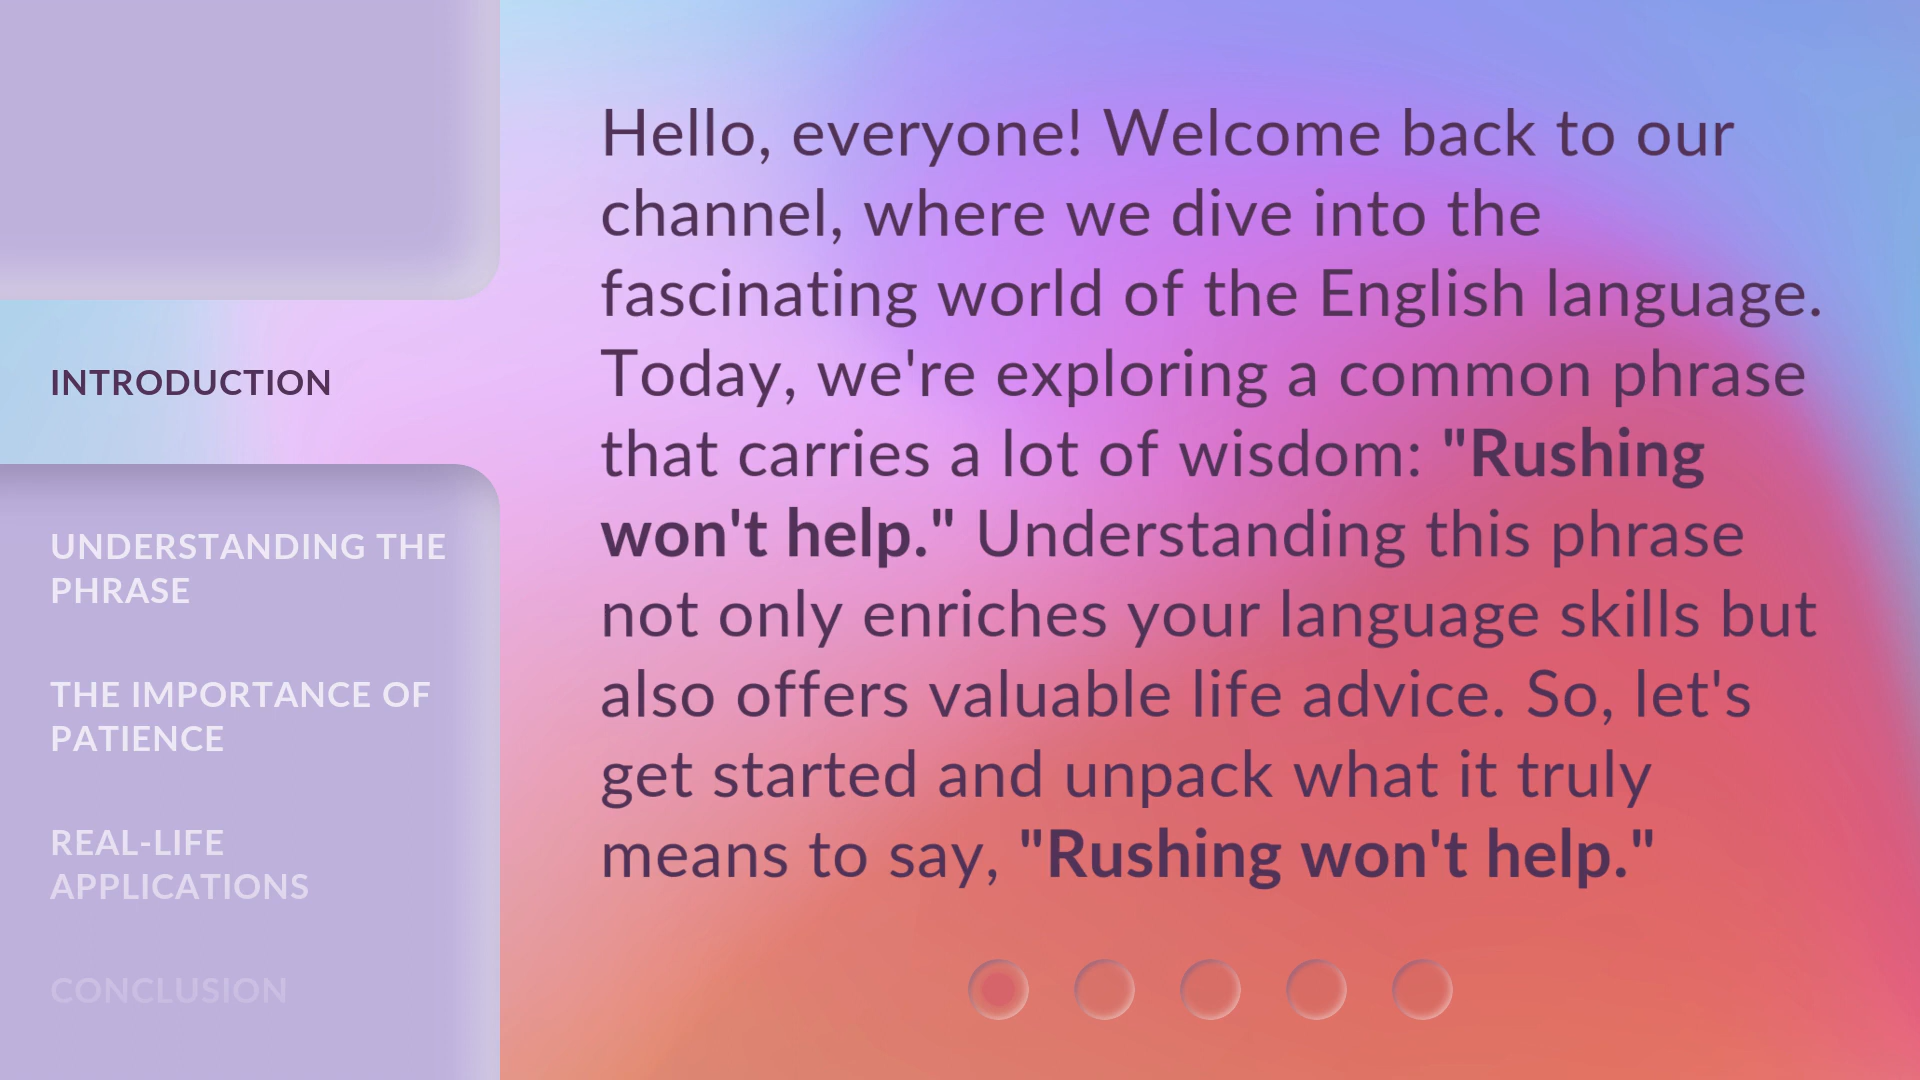 INTRODUCTION
UNDERSTANDING THE
PHRASE
THE IMPORTANCE OF
PATIENCE
REAL-LIFE
APPLICATIONS
CONCLUSION
Hello, everyone! Welcome back to our
channel, where we dive into the
fascinating world of the English language.
Today, we're exploring a common phrase
that carries a lot of wisdom: "Rushing
won't help." Understanding this phrase
not only enriches your language skills but
also offers valuable life advice. So, let's
get started and unpack what it truly
means to say, "Rushing won't help."